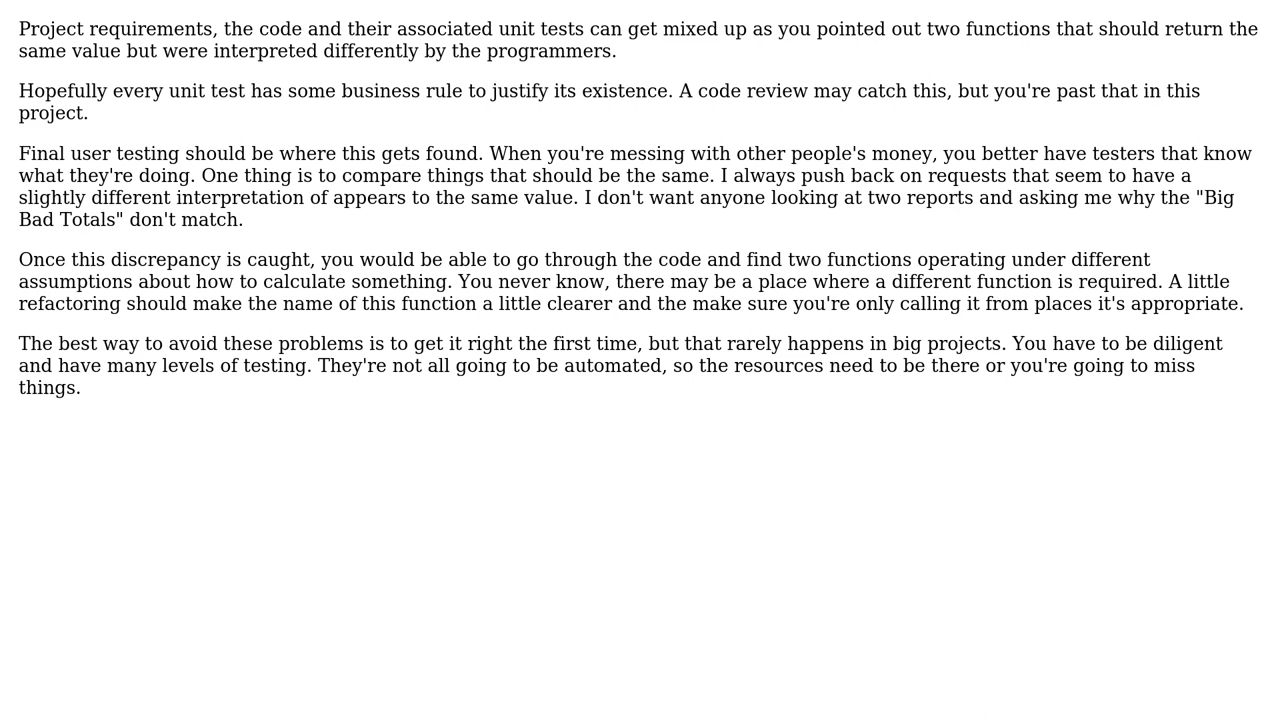 Project requirements, the code and their associated unit tests can get mixed up as you pointed out two functions that should return the
same value but were interpreted differently by the programmers.
Hopefully every unit test has some business rule to justify its existence. A code review may catch this, but you're past that in this
project.
Final user testing should be where this gets found. When you're messing with other people's money, you better have testers that know
what they're doing. One thing is to compare things that should be the same. I always push back on requests that seem to have a
slightly different interpretation of appears to the same value. I don't want anyone looking at two reports and asking me why the "Big
Bad Totals" don't match.
Once this discrepancy is caught, you would be able to go through the code and find two functions operating under different
assumptions about how to calculate something. You never know, there may be a place where a different function is required. A little
refactoring should make the name of this function a little clearer and the make sure you're only calling it from places it's appropriate.
The best way to avoid these problems is to get it right the first time, but that rarely happens in big projects. You have to be diligent
and have many levels of testing. They're not all going to be automated, so the resources need to be there or you're going to miss
things.